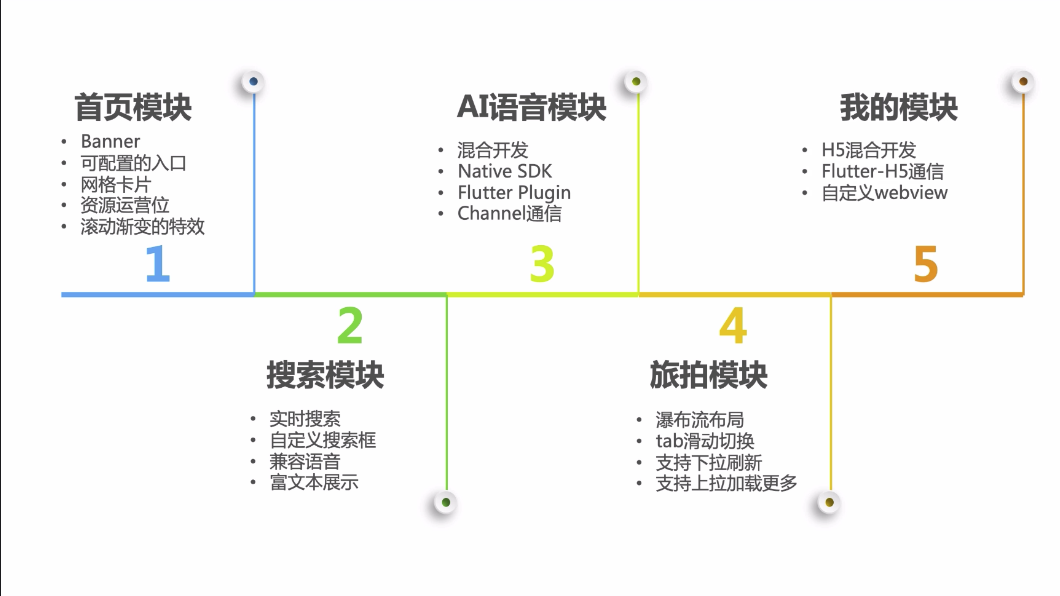 首页模块
• Banner
• 可配置的入口
• 网格卡片
• 资源运营位
• 滚动渐变的特效
1
2
搜索模块
• 实时搜索
• 自定义搜索框
• 兼容语音
• 富文本展示
AI语音模块
• 混合开发
• Native SDK
• Flutter Plugin
• Channel通信
3
4
旅拍模块
• 瀑布流布局
• tab滑动切换
• 支持下拉刷新
• 支持上拉加载更多
我的模块
• H5混合开发
• Flutter-H5通信
• 自定义webview
5